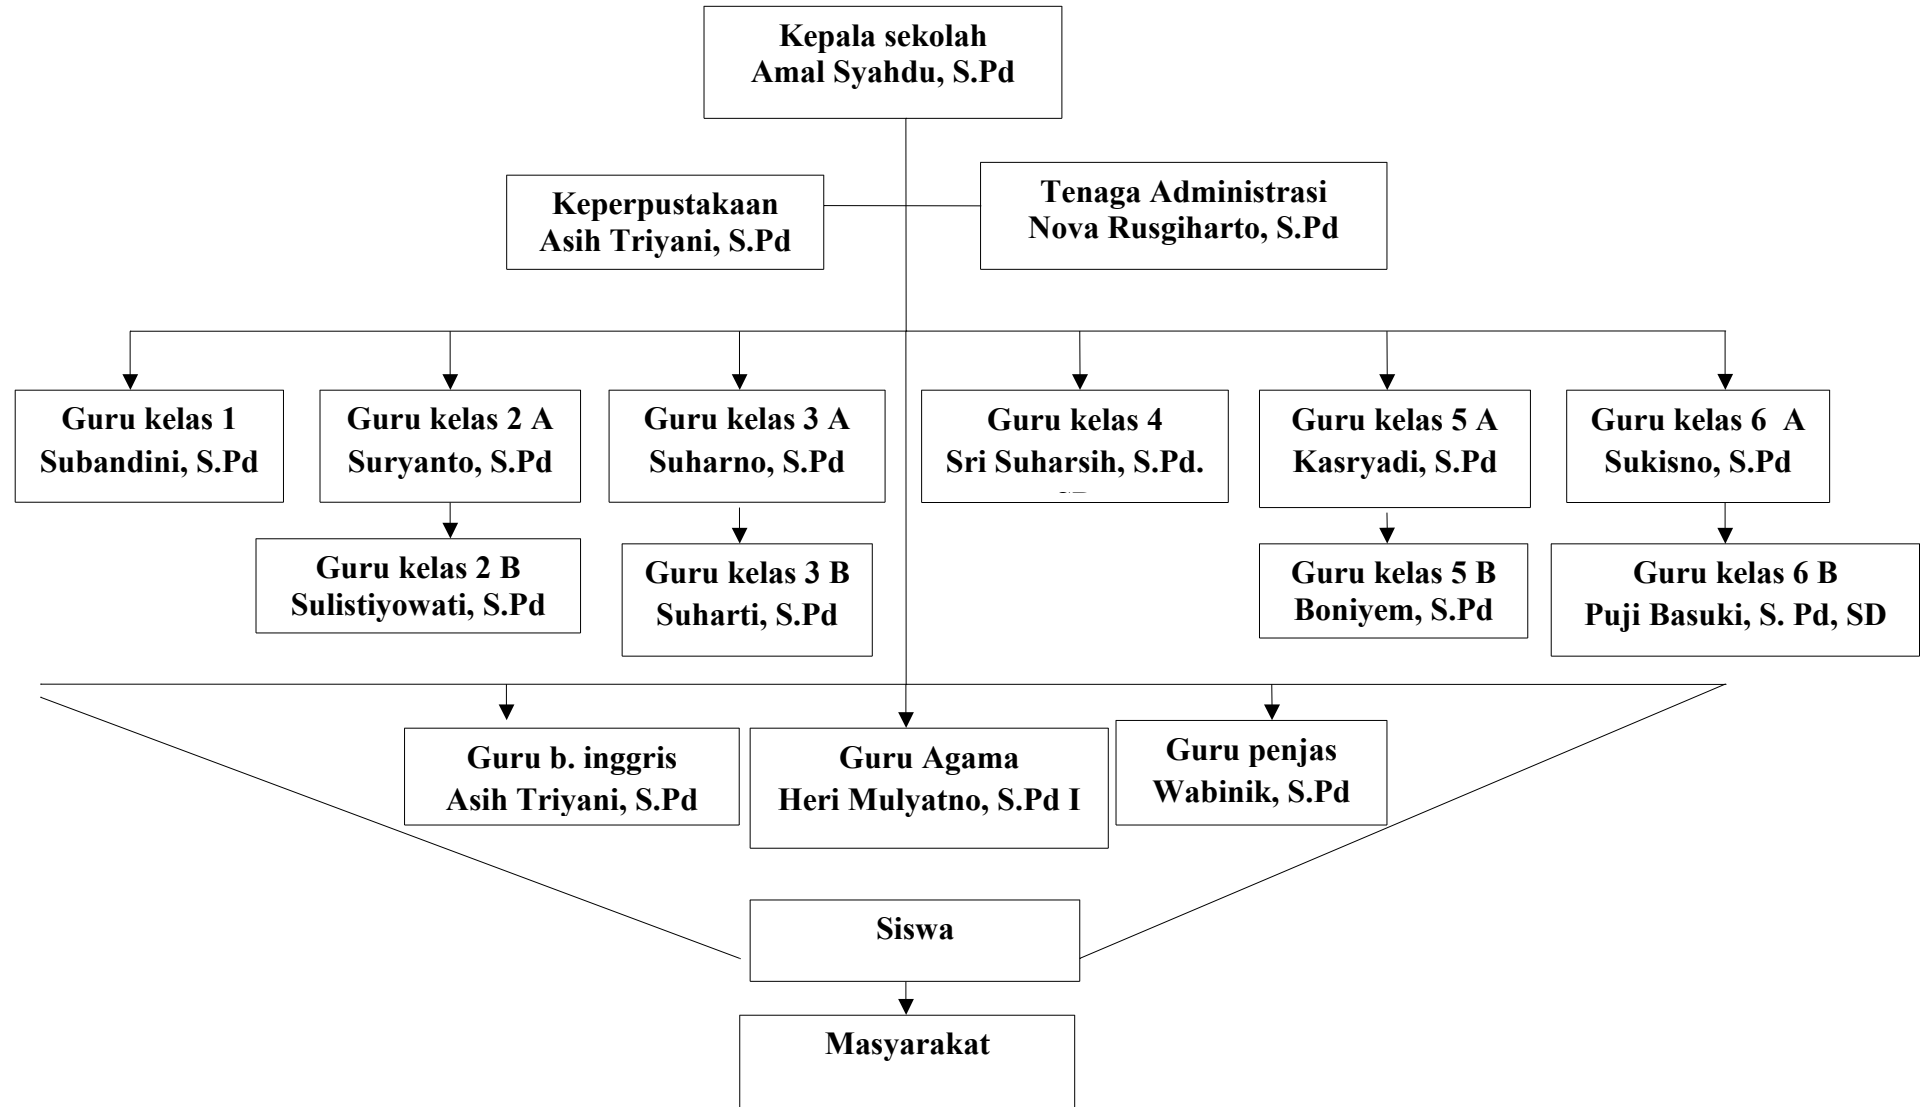 Kepala sekolah
Amal Syahdu, S.Pd
Keperpustakaan
Asih Triyani, S.Pd
Tenaga Administrasi
Nova Rusgiharto, S.Pd
Guru kelas 1
Subandini, S.Pd
Guru kelas 2 A
Suryanto, S.Pd
Guru kelas 3 A
Suharno, S.Pd
Guru kelas 4
Sri Suharsih, S.Pd.
Guru kelas 5 A
Kasryadi, S.Pd
Guru kelas 6  A
Sukisno, S.Pd
Guru kelas 2 B
Sulistiyowati, S.Pd
Guru kelas 3 B
Suharti, S.Pd
Guru kelas 5 B
Boniyem, S.Pd
Guru kelas 6 B
Puji Basuki, S. Pd, SD
Guru b. inggris
Asih Triyani, S.Pd
Guru Agama
Heri Mulyatno, S.Pd I
Guru penjas
Wabinik, S.Pd
Siswa
Masyarakat